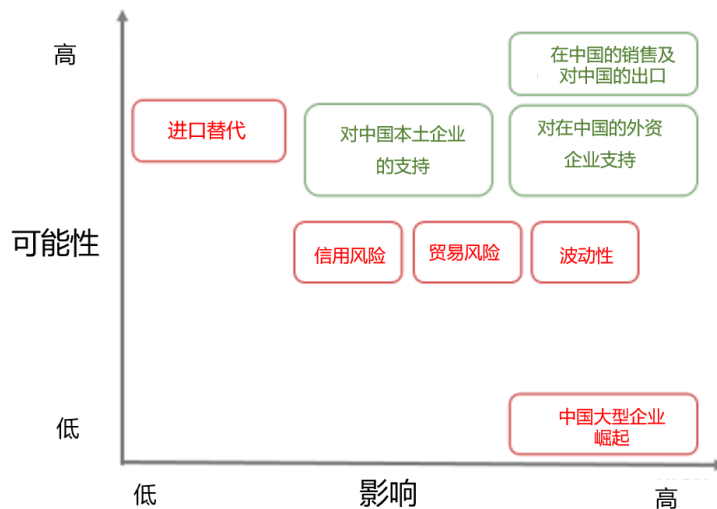 高
在中国的销售及
对中国的出口
进口替代
对中国本土企业
的支持
对在中国的外资
企业支持
可能性
信用风险
贸易风险
波动性
低
中国大型企业
崛起
低
影响
高